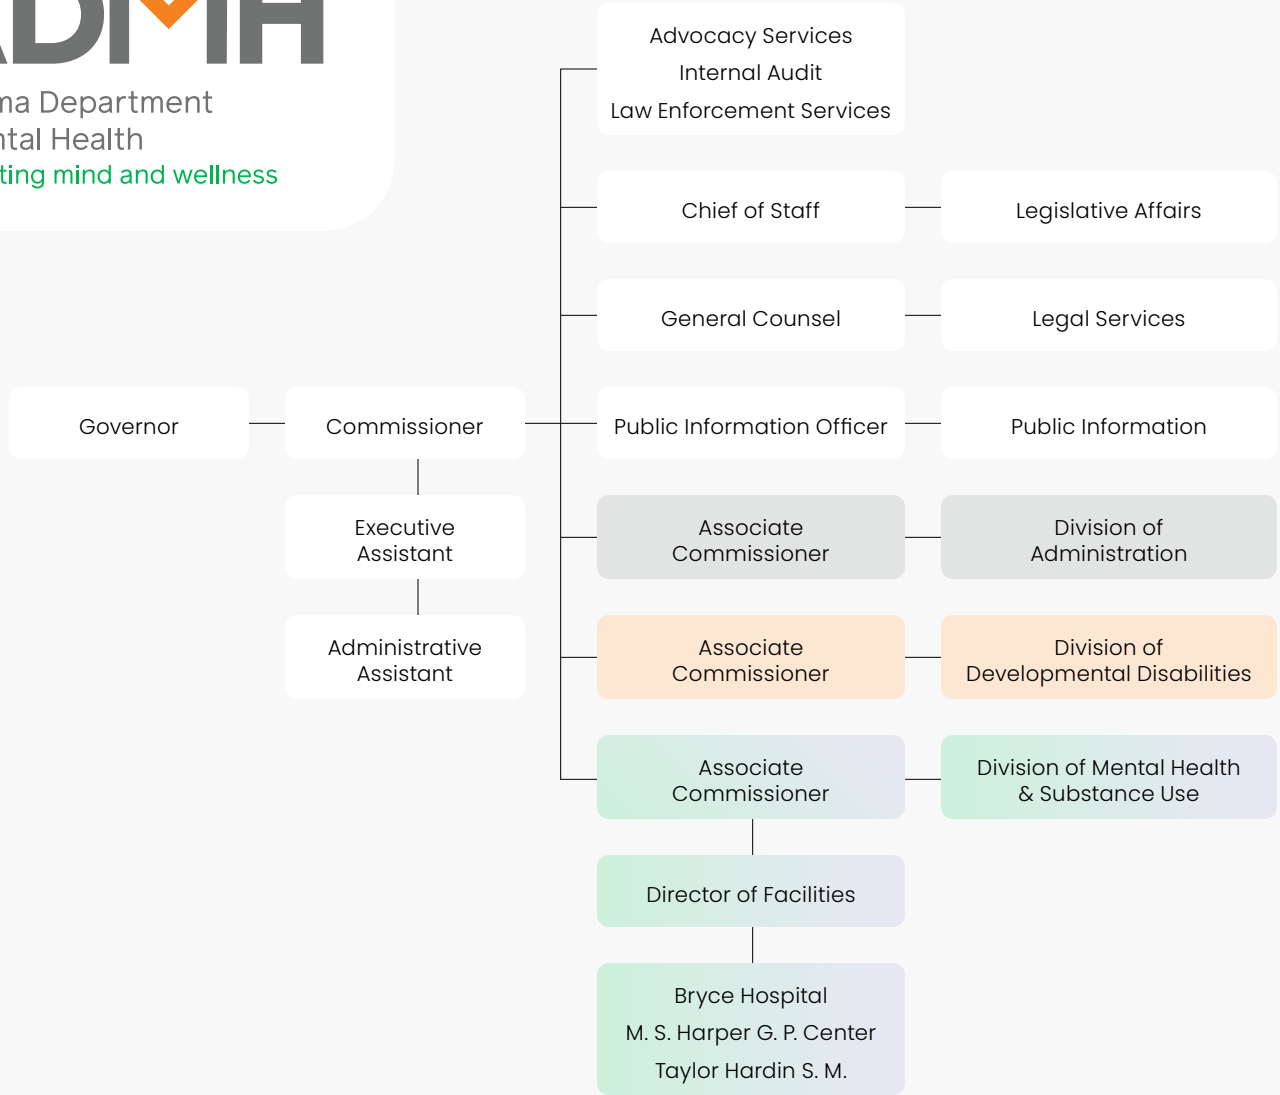 ADMH
ma Department
ntal Health
ting mind and wellness
Advocacy Services
Internal Audit
Law Enforcement Services
Chief of Staff
Legislative Affairs
General Counsel
Legal Services
Governor
Commissioner
Public Information Officer
Public Information
Executive
Assistant
Associate
Commissioner
Division of
Administration
Administrative
Assistant
Associate
Commissioner
Division of
Developmental Disabilities
Associate
Commissioner
Division of Mental Health
& Substance Use
Director of Facilities
Bryce Hospital
M. S. Harper G. P. Center
Taylor Hardin S. M.